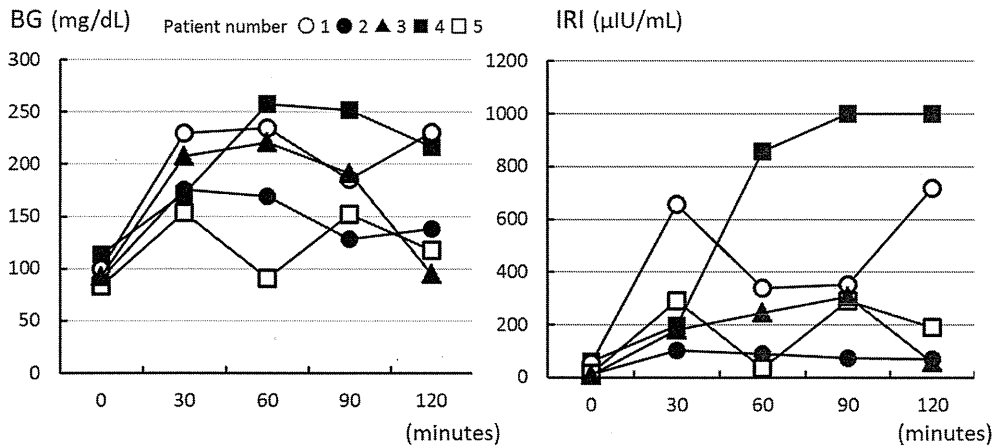 BG (mg/dL)
Patient number ○ 1 ● 2 ▲ 3 ■ 4 □ 5
300
250
200
150
100
50
0
0 30 60 90 120
(minutes)
IRI (μIU/mL)
1200
1000
800
600
400
200
0
0 30 60 90 120
(minutes)